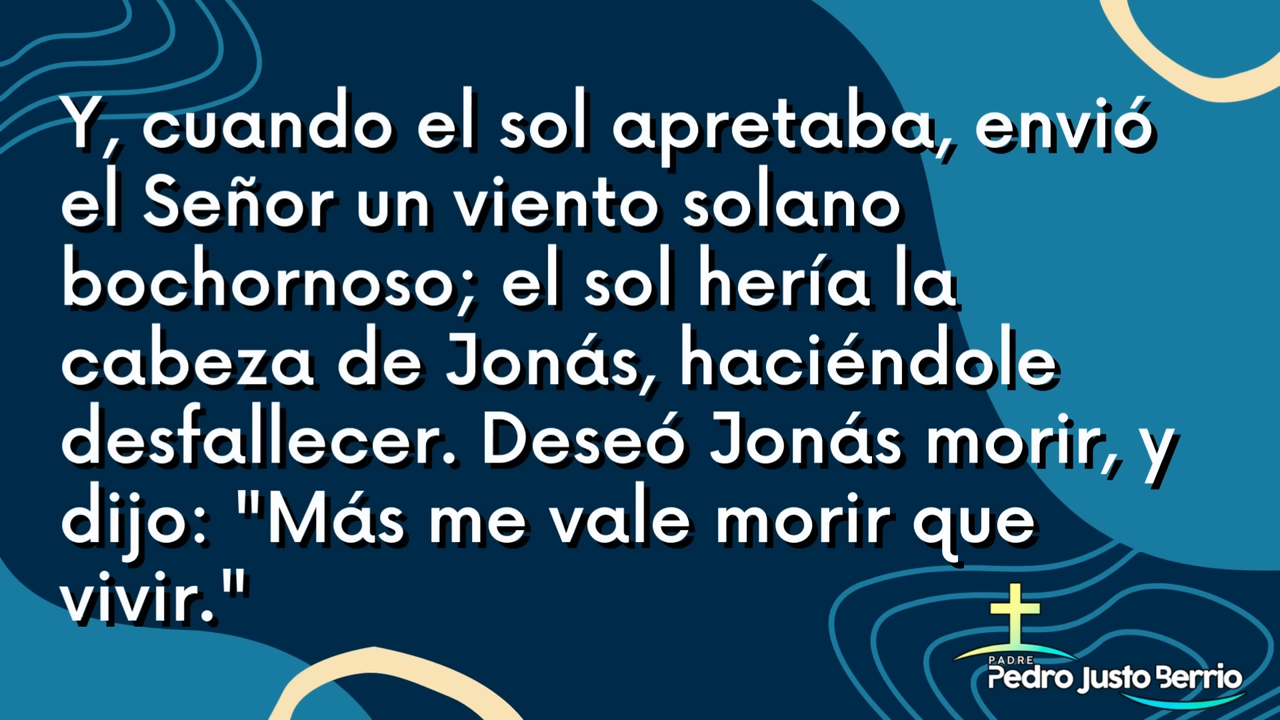 Y, cuando el sol apretaba, envió
el Señor un viento solano
bochornoso; el sol hería la
cabeza de Jonás, haciéndole
desfallecer. Deseó Jonás morir, y
dijo: "Más me vale morir que
vivir."
PADRE
Pedro Justo Berrio